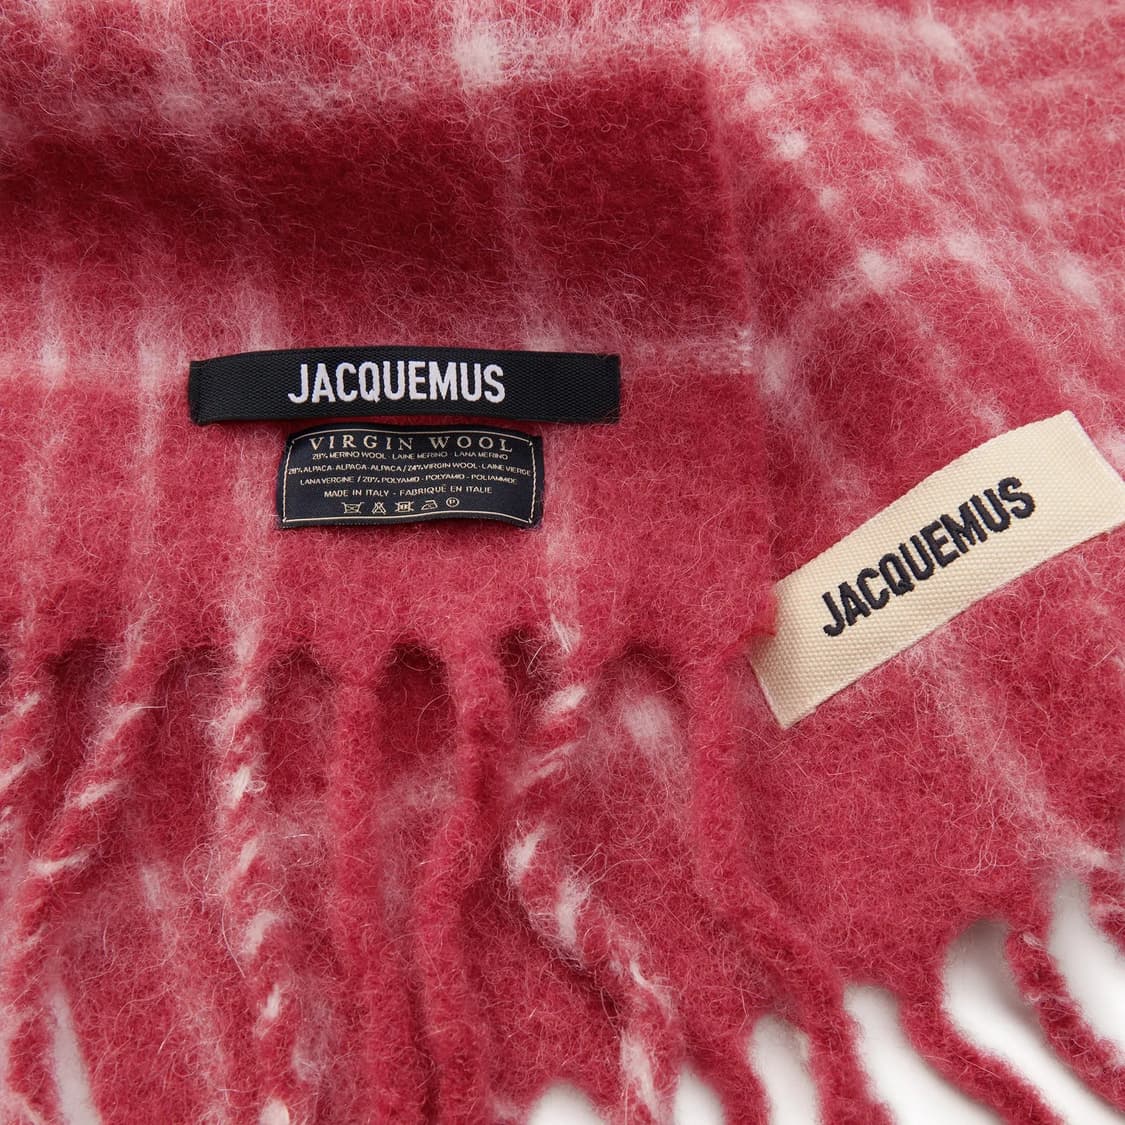 JACQUEMUS
VIRGIN WOOL
28% MERINO WOOL · LAINE MERINO · LANA MERINO
28% ALPACA-ALPAGA-ALPACA / 24% VIRGIN WOOL - LAINE VIERGE
LANA VERGINE / 20% POLYAMID - POLYAMID - POLIAMMIDE
MADE IN ITALY - FABRIQUÉ EN ITALIE
JACQUEMUS